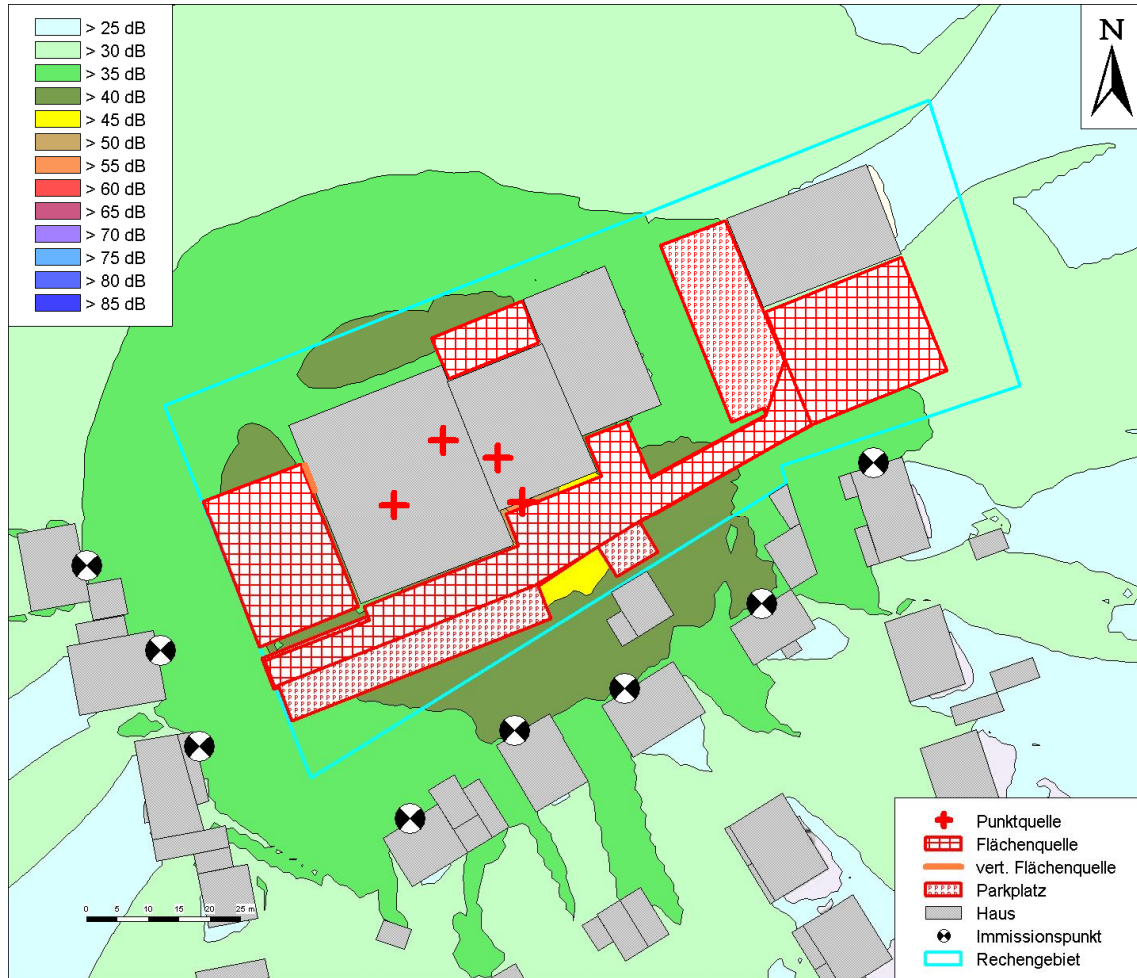 > 25 dB
> 30 dB
> 35 dB
> 40 dB
> 45 dB
> 50 dB
> 55 dB
> 60 dB
> 65 dB
> 70 dB
> 75 dB
> 80 dB
> 85 dB
N
Punktquelle
Flächenquelle
vert. Flächenquelle
Parkplatz
Haus
Immissionspunkt
Rechengebiet
0 5 10 15 20 25 m